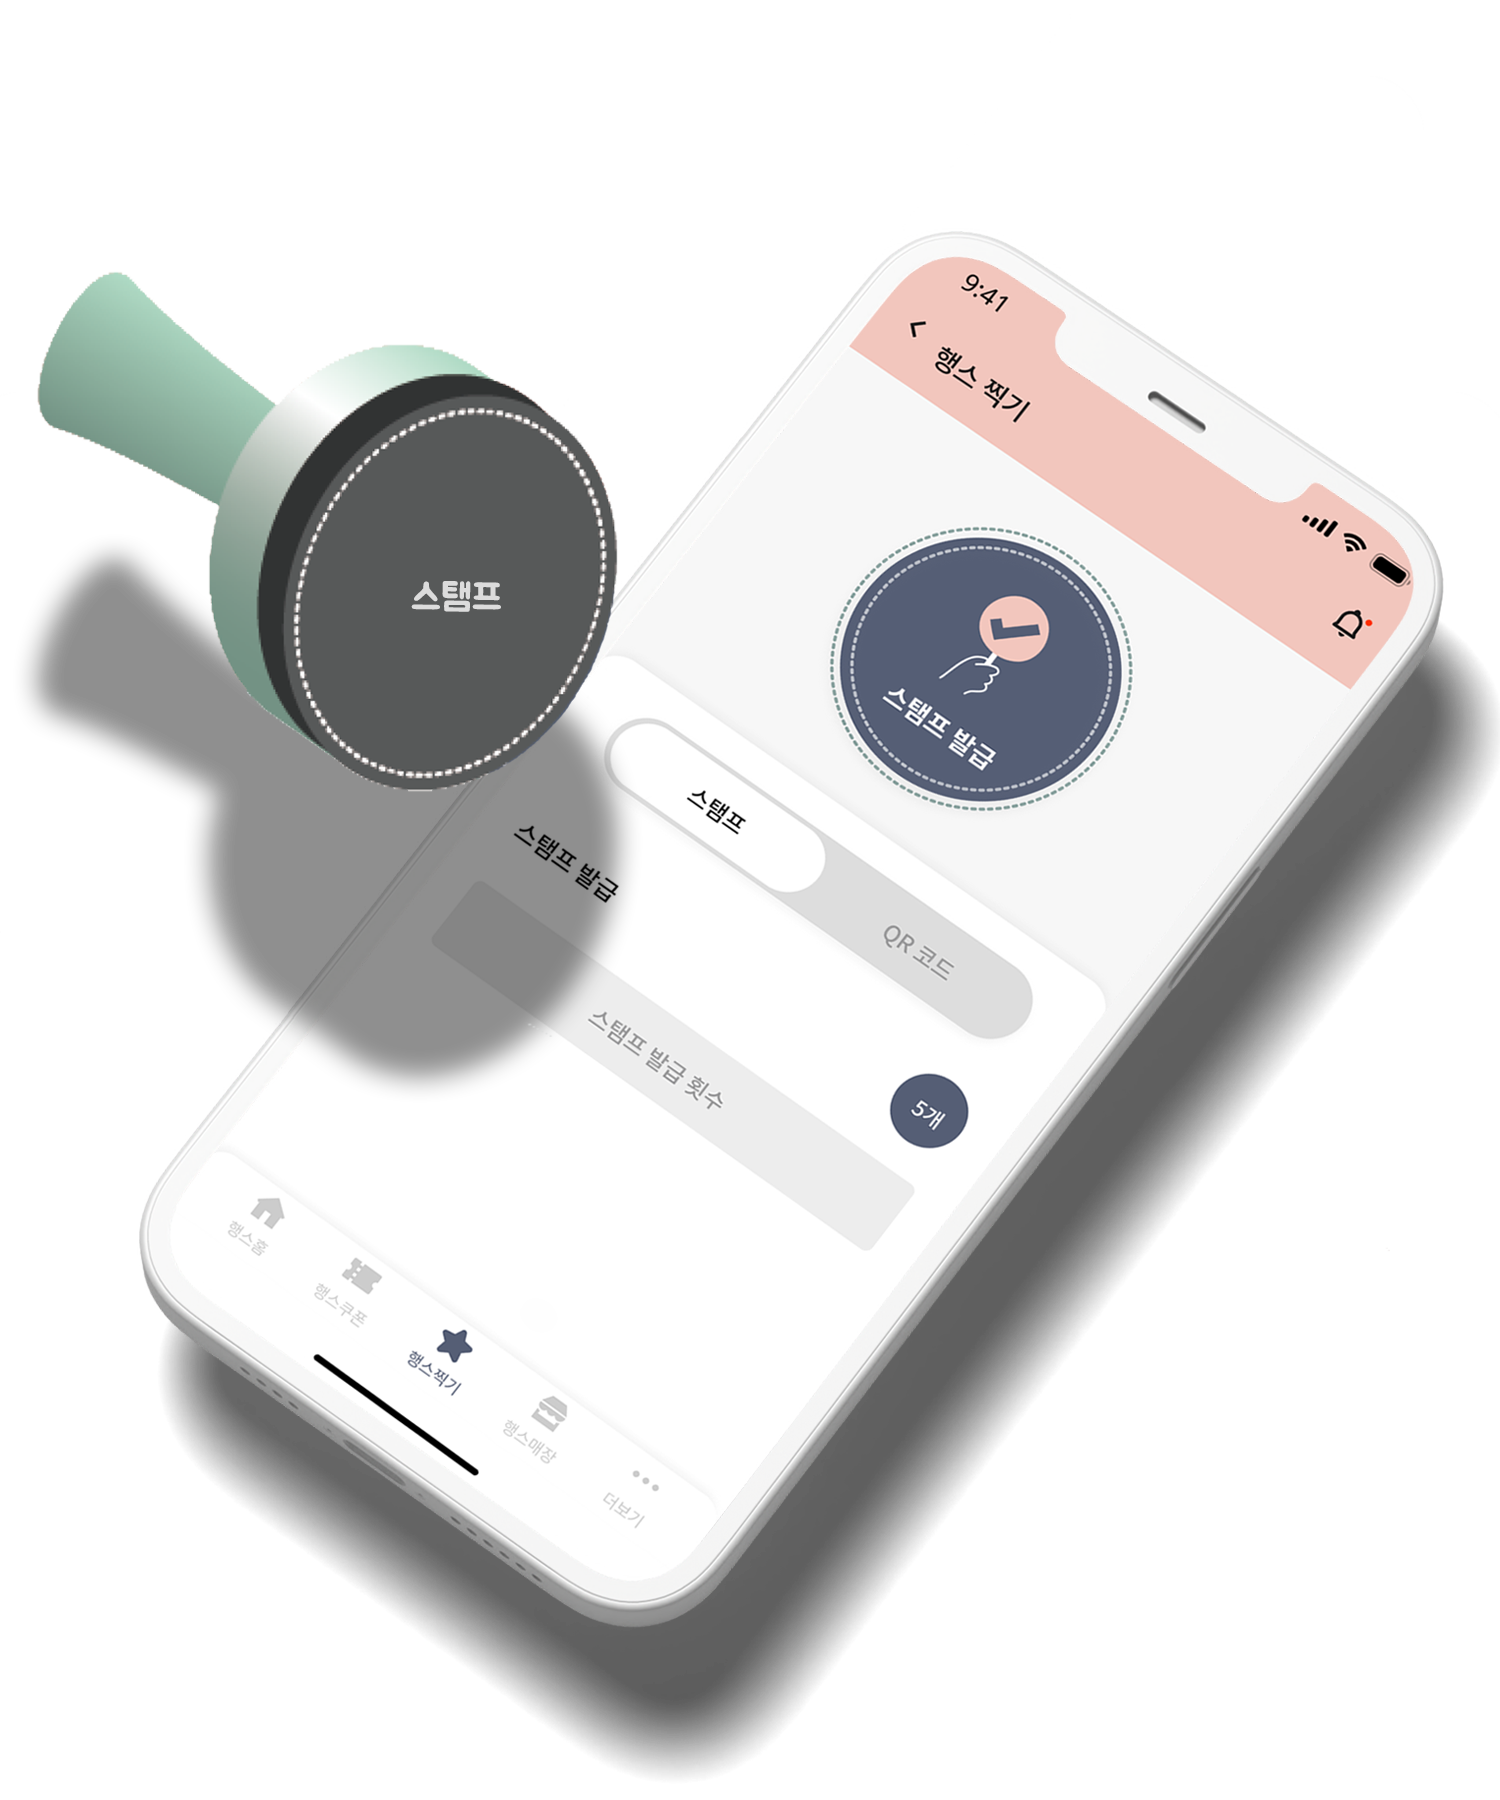 스탬프
9:41
행스 찍기
스탬프 발급
스탬프
QR 코드
스탬프 발급
스탬프 발급 횟수
5개
행스홈
행스쿠폰
행스찍기
행스매장
더보기